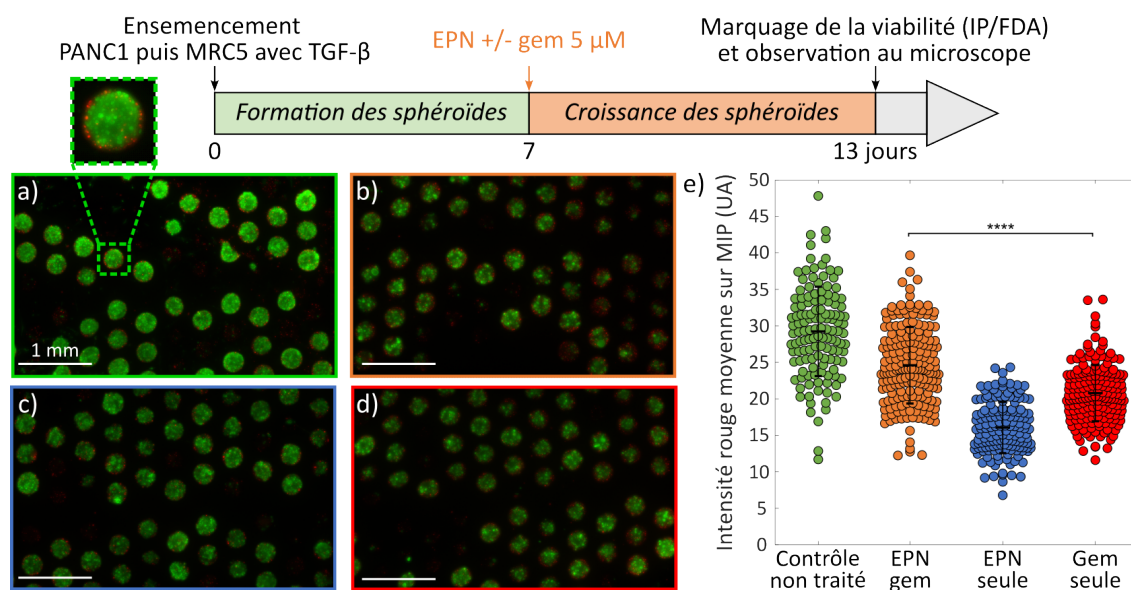 Ensemencement
PANC1 puis MRC5 avec TGF-β
EPN +/- gem 5 µM
Marquage de la viabilité (IP/FDA)
et observation au microscope
Formation des sphéroïdes
Croissance des sphéroïdes
0
7
13 jours
a)
1 mm
b)
c)
d)
e)
Intensité rouge moyenne sur MIP (UA)
50
45
40
35
30
25
20
15
10
5
0
****
Contrôle
non traité
EPN
gem
EPN
seule
Gem
seule